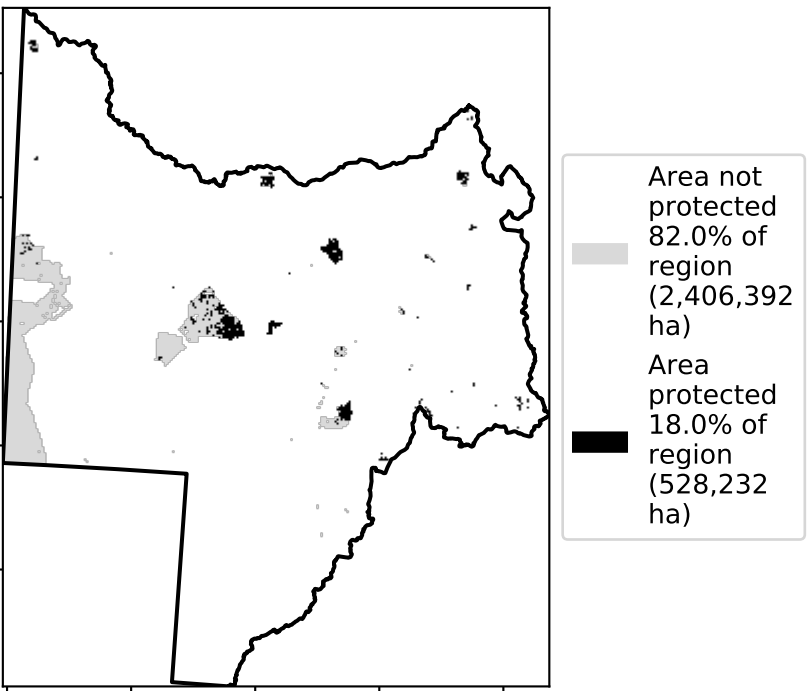 Area not
protected
82.0% of
region
(2,406,392
ha)
Area
protected
18.0% of
region
(528,232
ha)